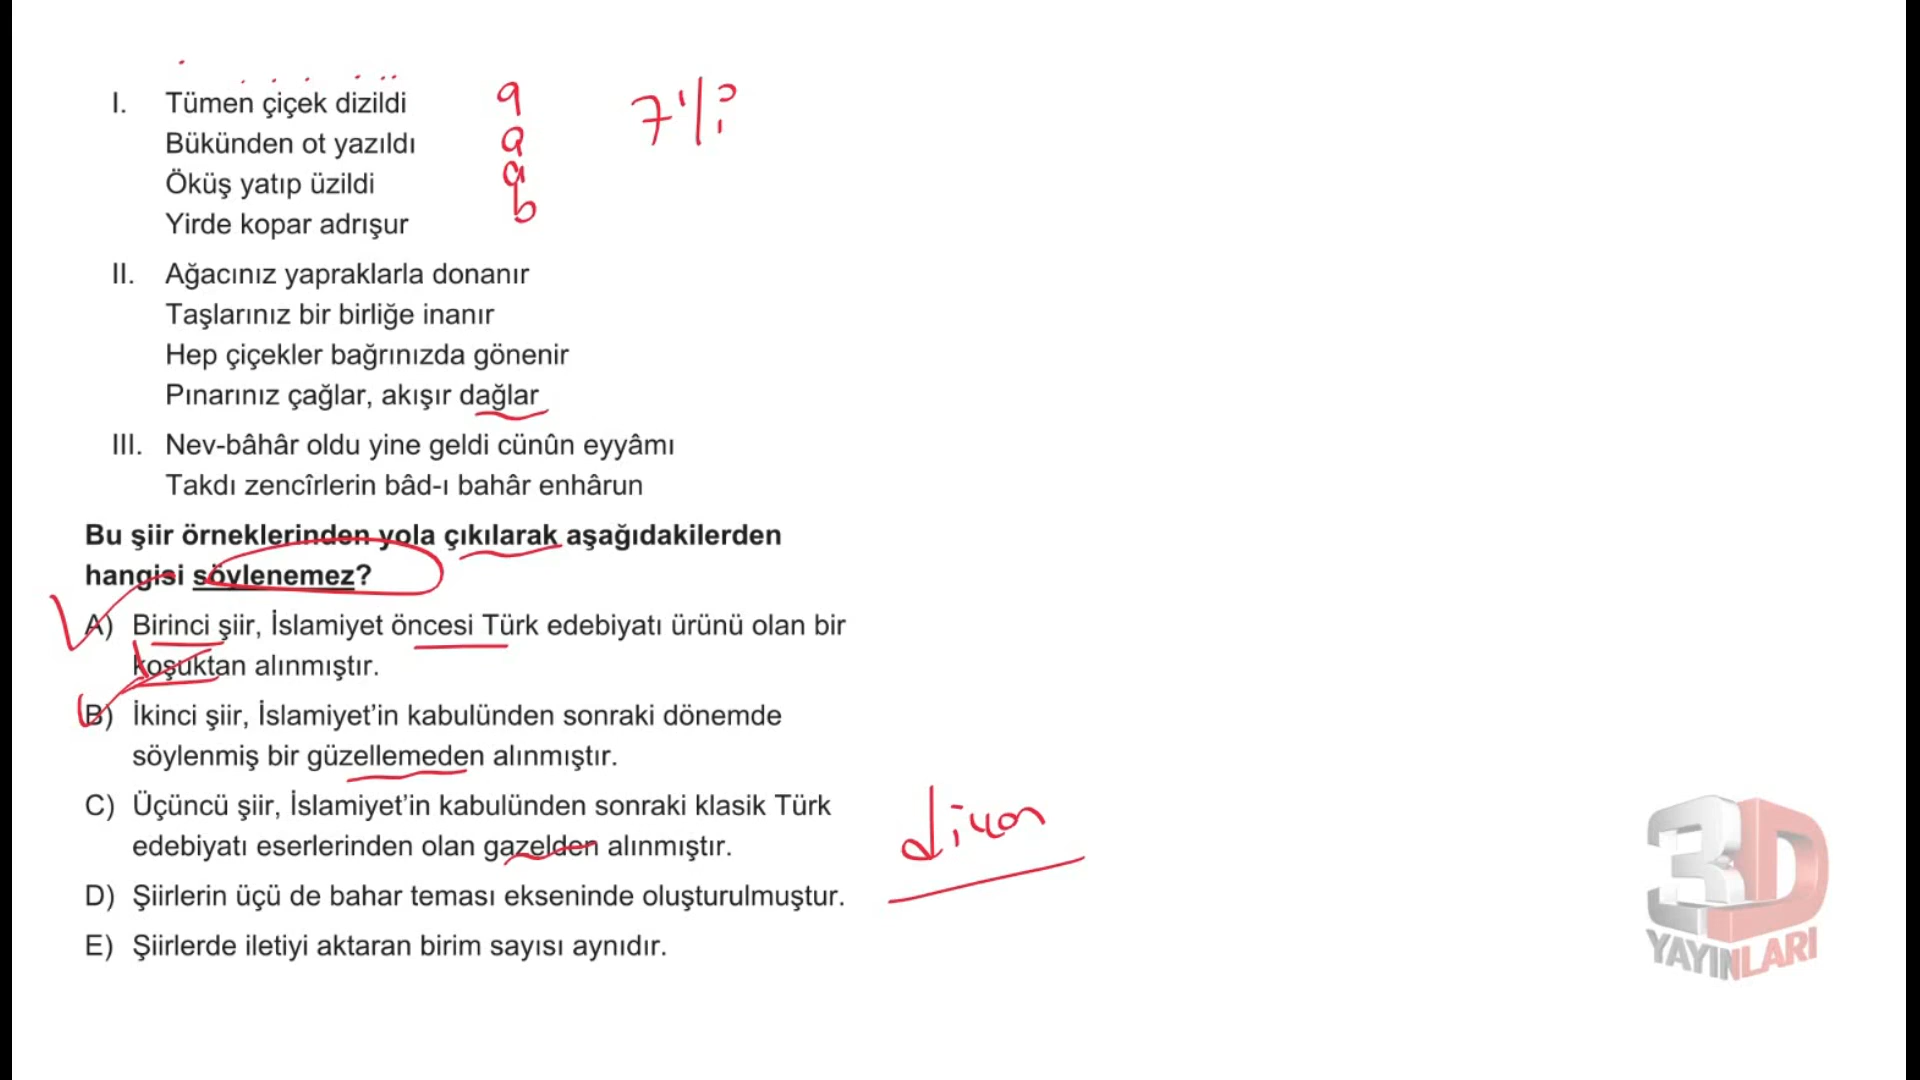 I. Tümen çiçek dizildi
Bükünden ot yazıldı
Öküş yatıp üzildi
Yirde kopar adrışur
a
a
a
b
II. Ağacınız yapraklarla donanır
Taşlarınız bir birliğe inanır
Hep çiçekler bağrınızda gönenir
Pınarınız çağlar, akışır dağlar
III. Nev-bâhâr oldu yine geldi cünûn eyyâmı
Takdı zencîrlerin bâd-ı bahâr enhârun
Bu şiir örneklerinden yola çıkılarak aşağıdakilerden
hangisi söylenemez?
A) Birinci şiir, İslamiyet öncesi Türk edebiyatı ürünü olan bir
koşuktan alınmıştır.
B) İkinci şiir, İslamiyet’in kabulünden sonraki dönemde
söylenmiş bir güzellemeden alınmıştır.
C) Üçüncü şiir, İslamiyet’in kabulünden sonraki klasik Türk
edebiyatı eserlerinden olan gazelden alınmıştır.
divan
D) Şiirlerin üçü de bahar teması ekseninde oluşturulmuştur.
E) Şiirlerde iletiyi aktaran birim sayısı aynıdır.
3D
YAYINLARI